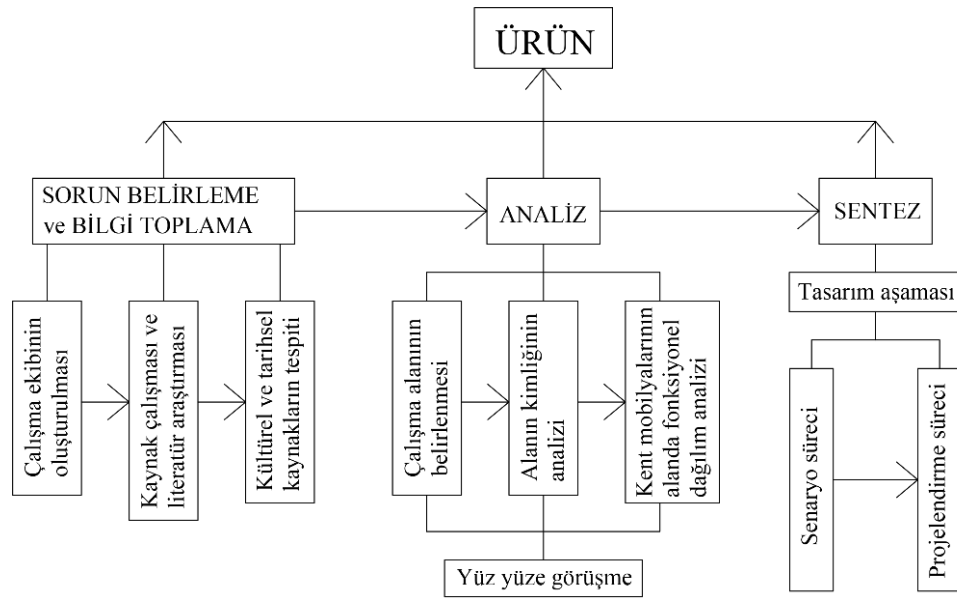 ÜRÜN
SORUN BELİRLEME
ve BİLGİ TOPLAMA
ANALİZ
SENTEZ
Çalışma ekibinin
oluşturulması
Kaynak çalışması ve
literatür araştırması
Kültürel ve tarihsel
kaynakların tespiti
Çalışma alanının
belirlenmesi
Alanın kimliğinin
analizi
Kent mobilyalarının
alanda fonksiyonel
dağılım analizi
Yüz yüze görüşme
Tasarım aşaması
Senaryo süreci
Projelendirme süreci